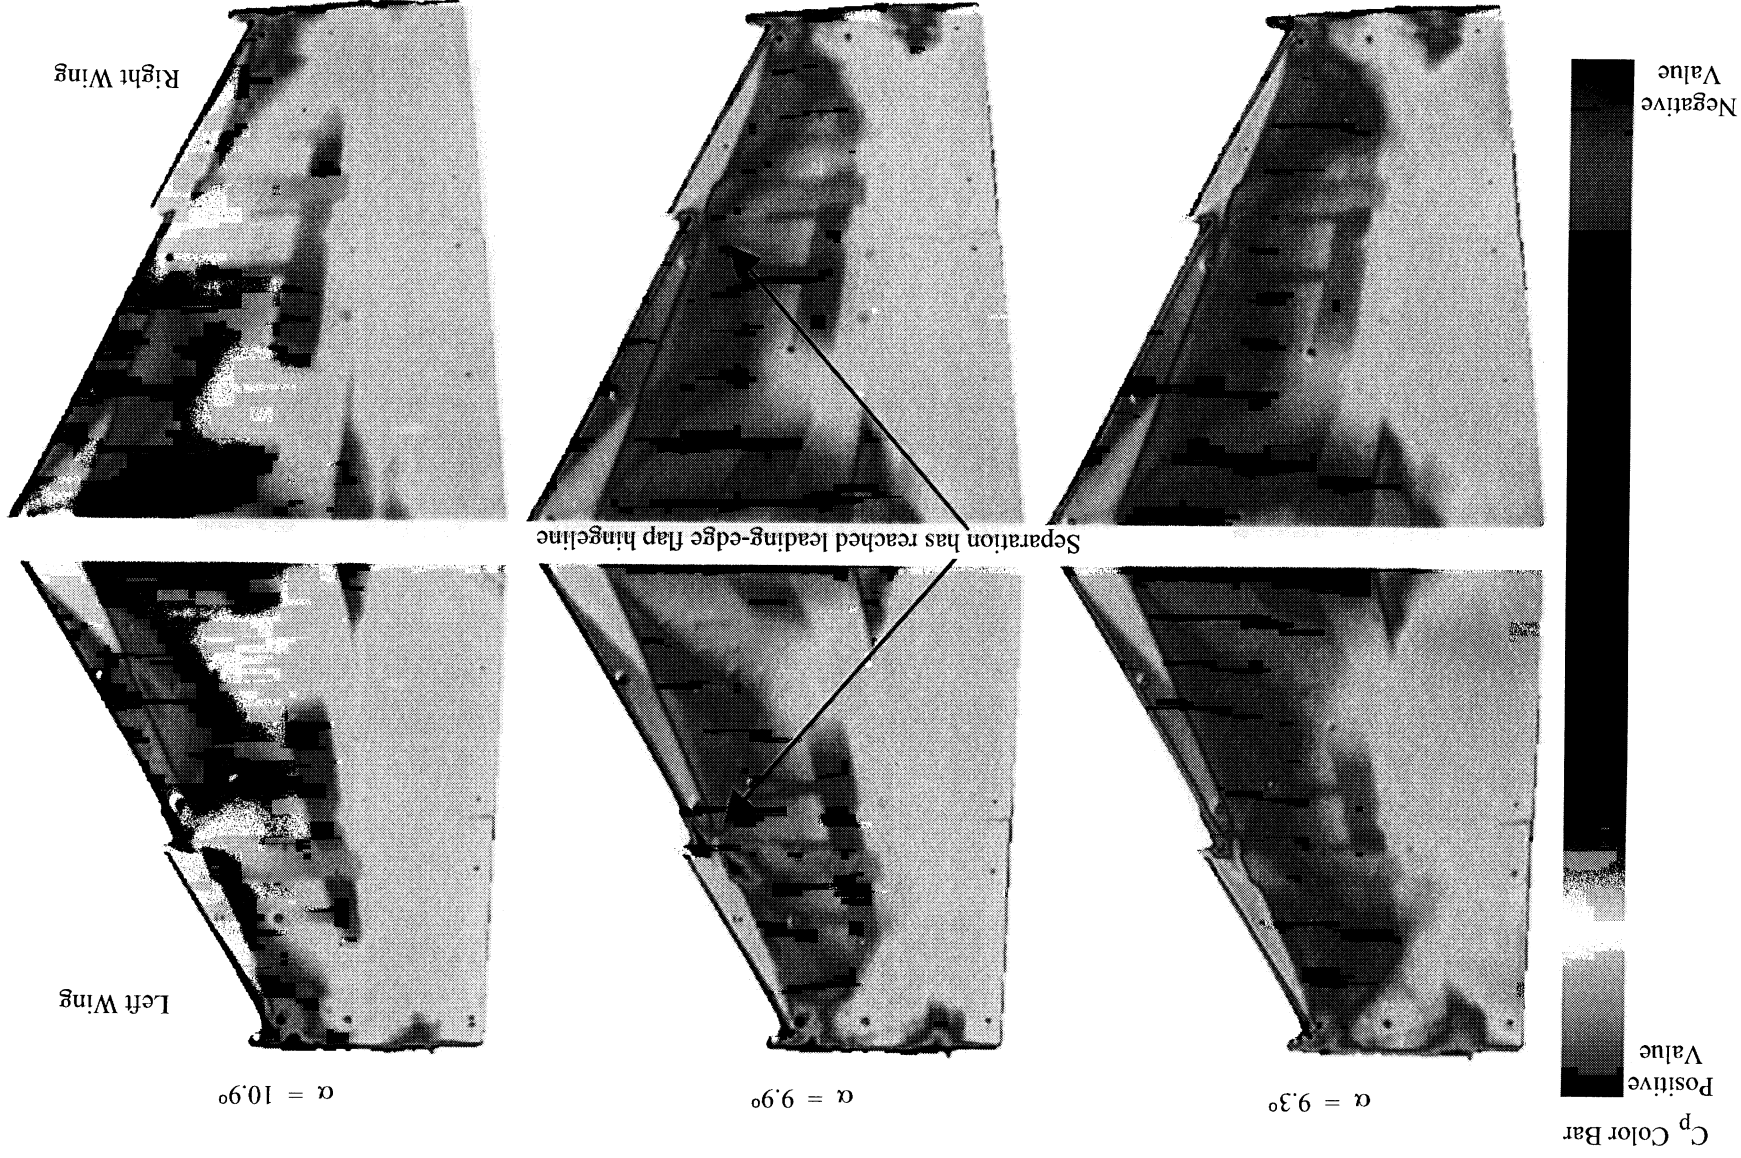 C_p Color Bar
Positive
Value
α = 9.3°
α = 9.9°
α = 10.9°
Left Wing
Separation has reached leading-edge flap hingeline
Right Wing
Negative
Value